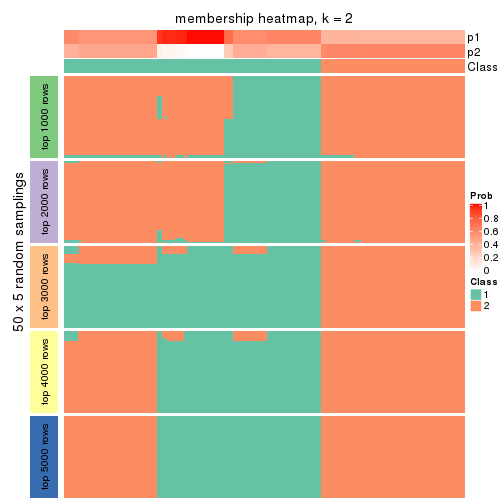 membership heatmap, k = 2
p1
p2
Class
50 x 5 random samplings
top 1000 rows
top 2000 rows
top 3000 rows
top 4000 rows
top 5000 rows
Prob
1
0.8
0.6
0.4
0.2
0
Class
1
2